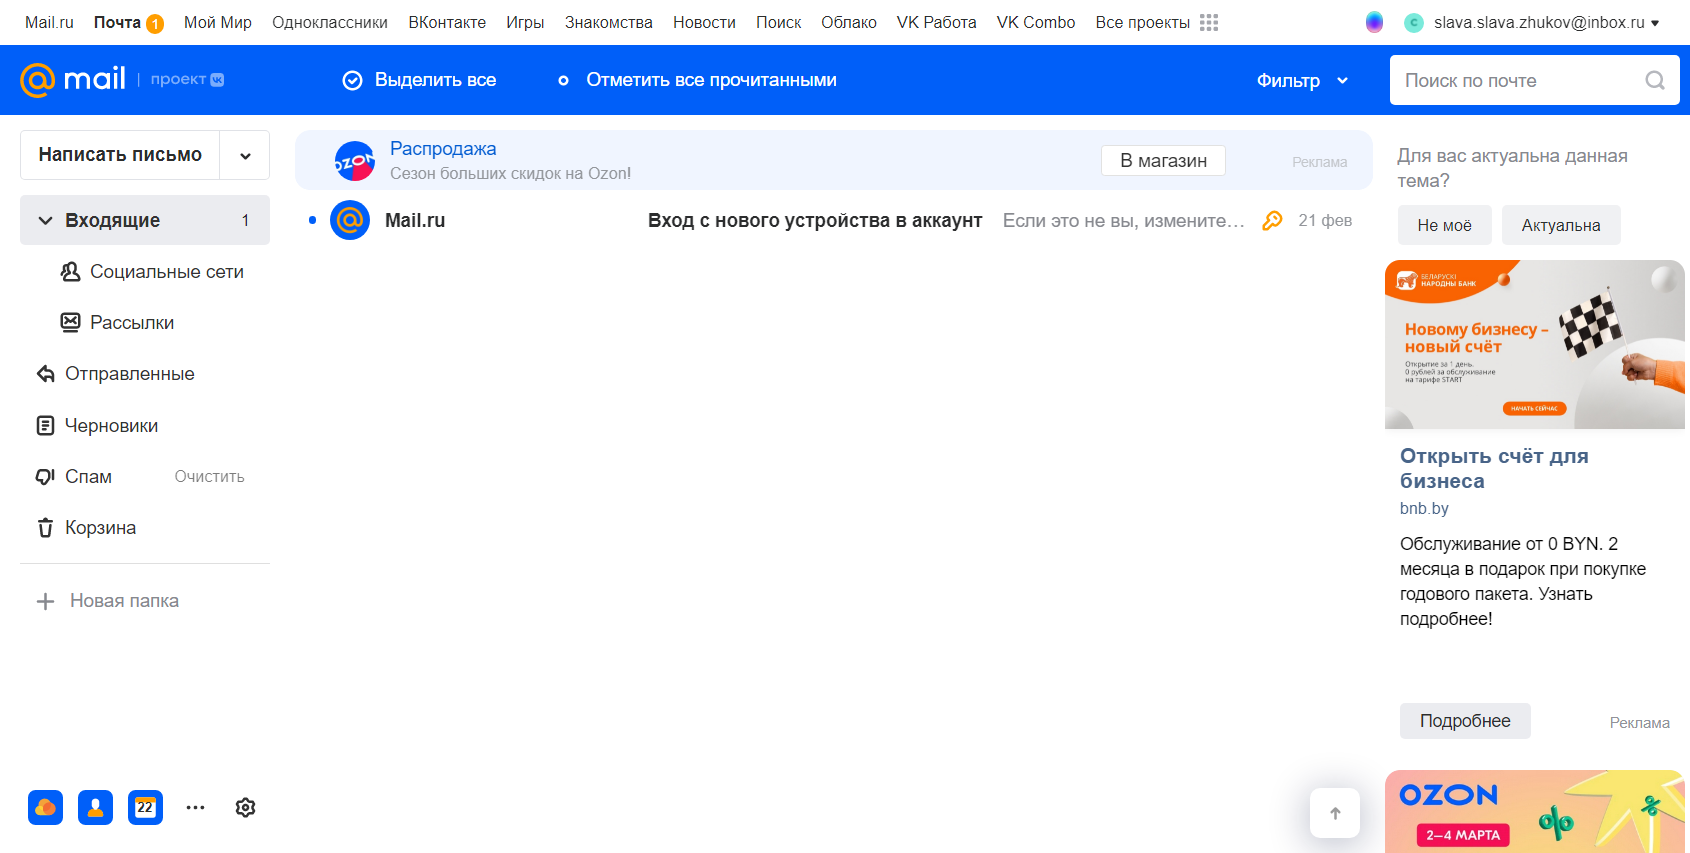 Mail.ru Почта 1 Мой Мир Одноклассники ВКонтакте Игры Знакомства Новости Поиск Облако VK Работа VK Combo Все проекты C slava.slava.zhukov@inbox.ru
@mail проект Выделить все Отметить все прочитанными Фильтр Поиск по почте
Написать письмо
Входящие 1
Социальные сети
Рассылки
Отправленные
Черновики
Спам Очистить
Корзина
Новая папка
22
OZON Распродажа
Сезон больших скидок на Ozon!
В магазин Реклама
Mail.ru Вход с нового устройства в аккаунт Если это не вы, измените… 21 фев
Для вас актуальна данная
тема?
Не моё Актуальна
БЕЛАРУСКІ
НАРОДНЫ БАНК
Новому бизнесу –
новый счёт
Открытие за 1 день.
0 рублей за обслуживание
на тарифе START
НАЧАТЬ СЕЙЧАС
Открыть счёт для
бизнеса
bnb.by
Обслуживание от 0 BYN. 2
месяца в подарок при покупке
годового пакета. Узнать
подробнее!
Подробнее Реклама
OZON
2–4 МАРТА
% %